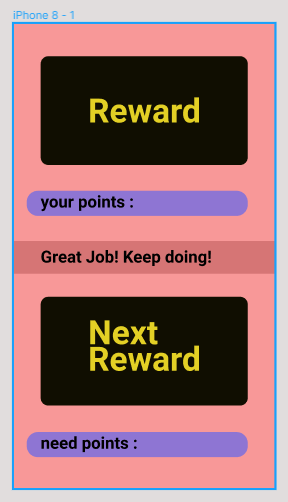 iPhone 8 - 1
Reward
your points :
Great Job! Keep doing!
Next
Reward
need points :